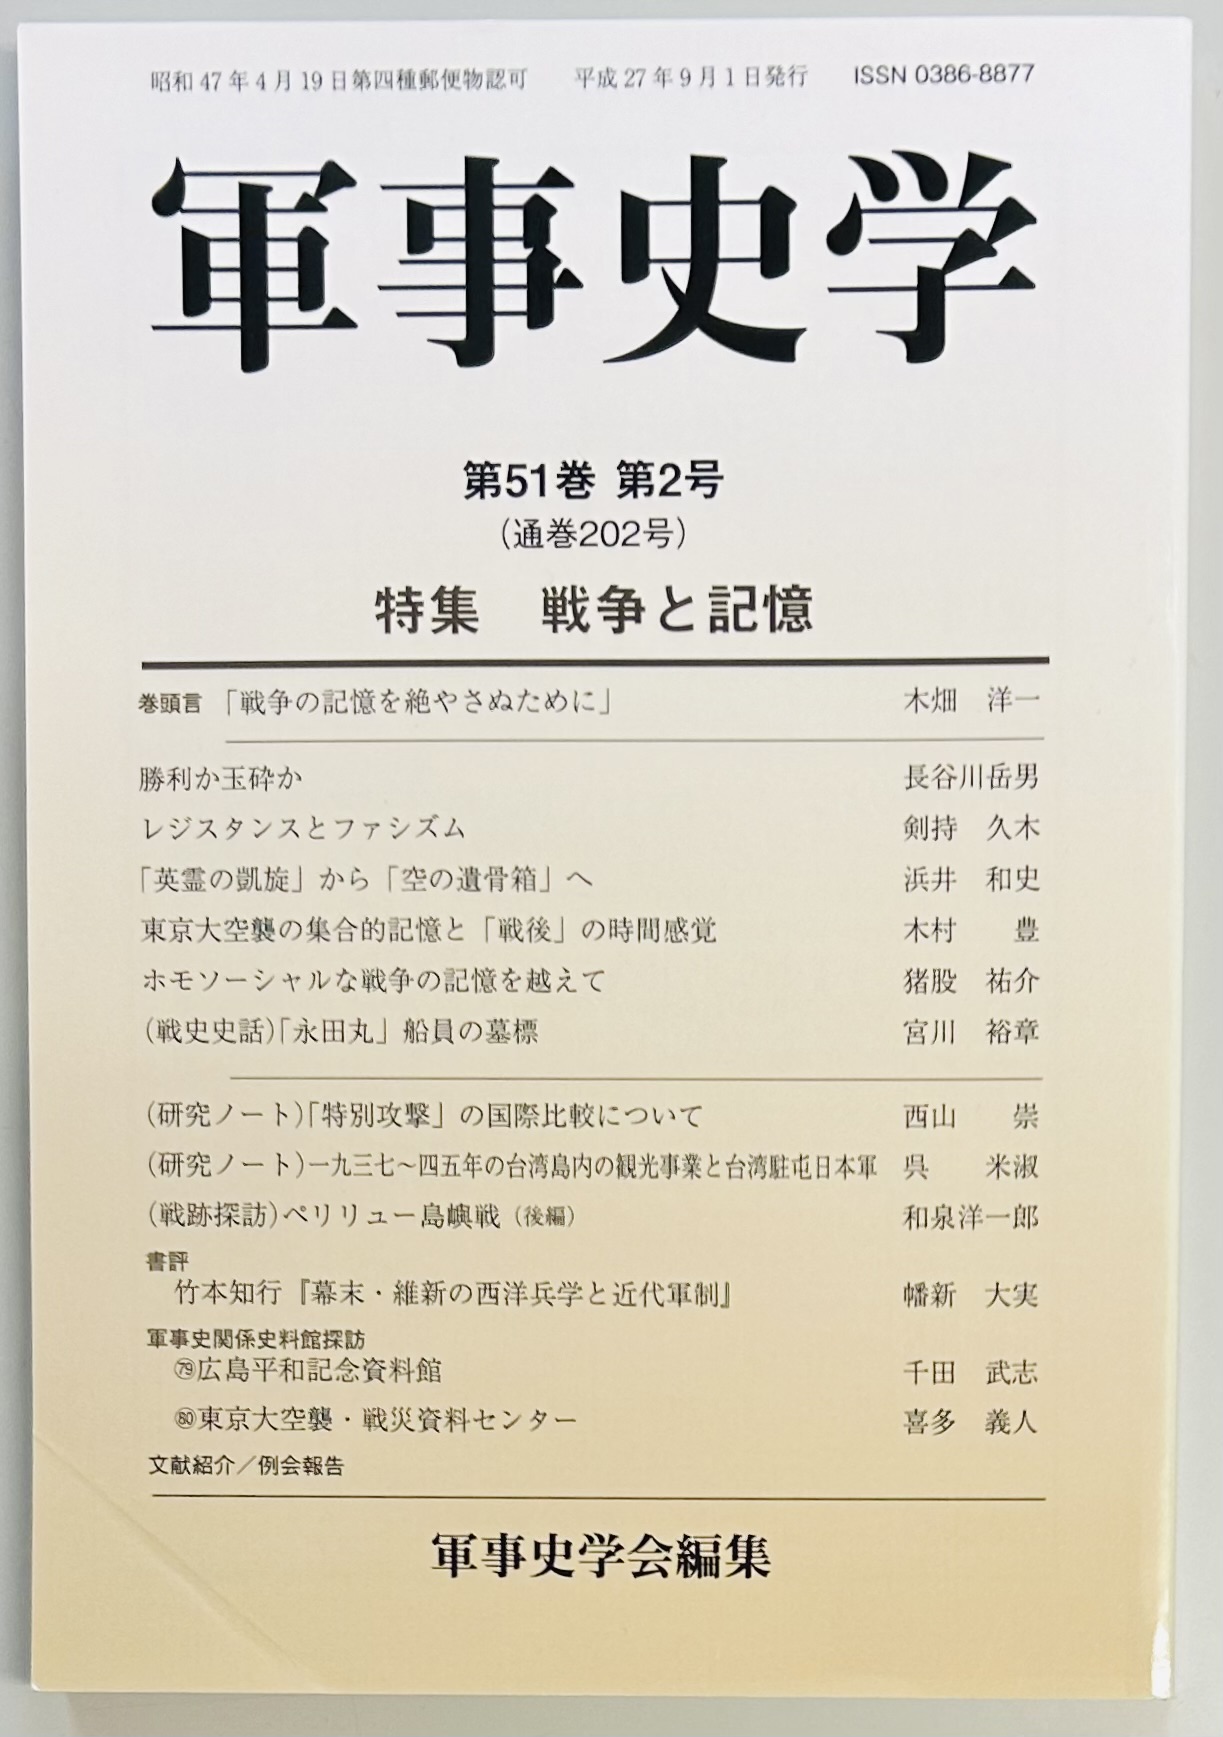 昭和47年4月19日第四種郵便物認可　平成27年9月1日発行　ISSN 0386-8877
軍事史学
第51巻 第2号
（通巻202号）
特集　戦争と記憶
巻頭言「戦争の記憶を絶やさぬために」　木畑　洋一
勝利か玉砕か　長谷川岳男
レジスタンスとファシズム　剣持　久木
「英霊の凱旋」から「空の遺骨箱」へ　浜井　和史
東京大空襲の集合的記憶と「戦後」の時間感覚　木村　豊
ホモソーシャルな戦争の記憶を越えて　猪股　祐介
（戦史史話）「永田丸」船員の墓標　宮川　裕章
（研究ノート）「特別攻撃」の国際比較について　西山　崇
（研究ノート）一九三七〜四五年の台湾島内の観光事業と台湾駐屯日本軍　呉　米淑
（戦跡探訪）ペリリュー島嶼戦（後編）　和泉洋一郎
書評
竹本知行『幕末・維新の西洋兵学と近代軍制』　幡新　大実
軍事史関係史料館探訪
㊆広島平和記念資料館　千田　武志
㊇東京大空襲・戦災資料センター　喜多　義人
文献紹介／例会報告
軍事史学会編集